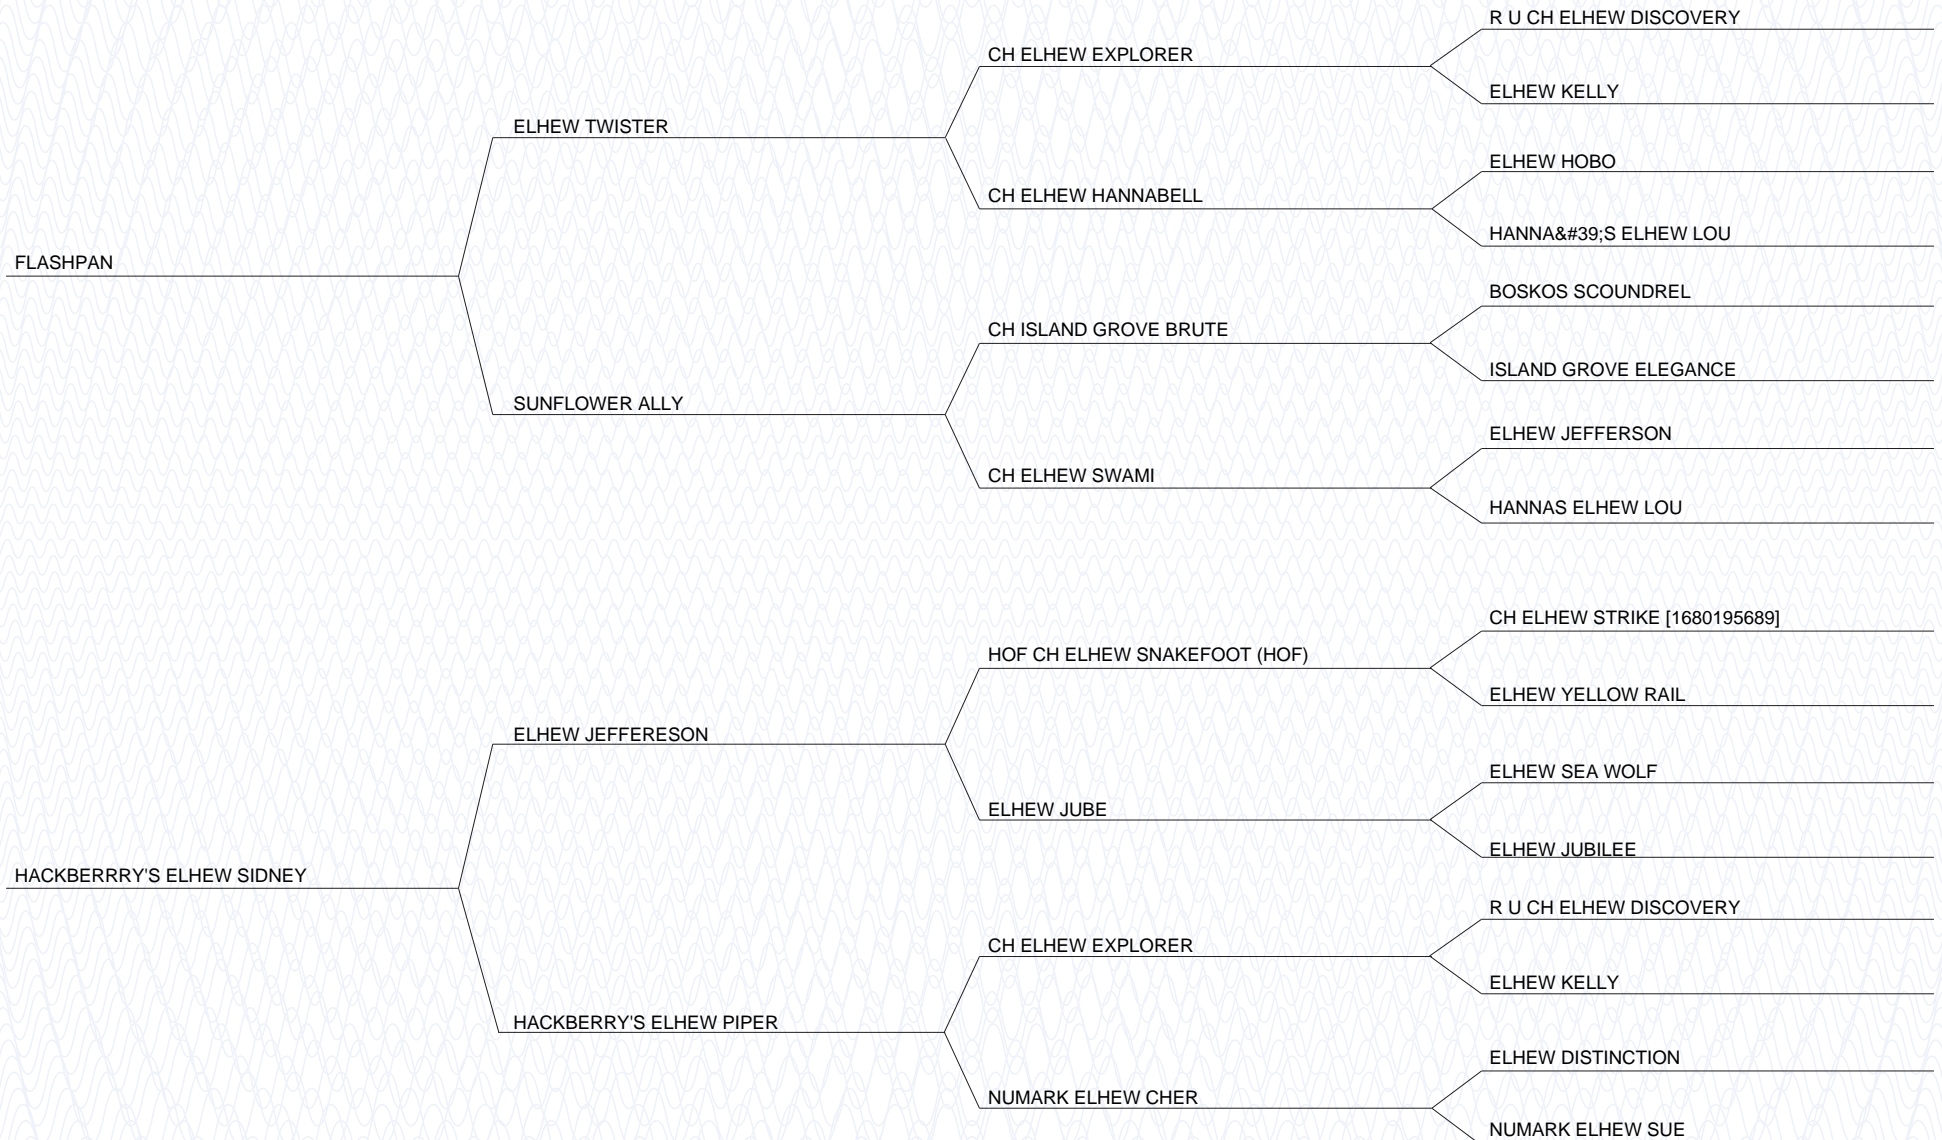 R U CH ELHEW DISCOVERY
CH ELHEW EXPLORER
ELHEW KELLY
ELHEW TWISTER
ELHEW HOBO
CH ELHEW HANNABELL
HANNA&#39;S ELHEW LOU
FLASHPAN
BOSKOS SCOUNDREL
CH ISLAND GROVE BRUTE
ISLAND GROVE ELEGANCE
SUNFLOWER ALLY
ELHEW JEFFERSON
CH ELHEW SWAMI
HANNAS ELHEW LOU
CH ELHEW STRIKE [1680195689]
HOF CH ELHEW SNAKEFOOT (HOF)
ELHEW YELLOW RAIL
ELHEW JEFFERESON
ELHEW SEA WOLF
ELHEW JUBE
ELHEW JUBILEE
HACKBERRRY'S ELHEW SIDNEY
R U CH ELHEW DISCOVERY
CH ELHEW EXPLORER
ELHEW KELLY
HACKBERRY'S ELHEW PIPER
ELHEW DISTINCTION
NUMARK ELHEW CHER
NUMARK ELHEW SUE